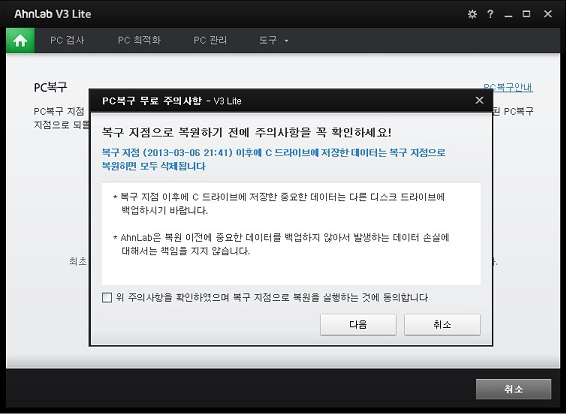 AhnLab V3 Lite
PC 검사 PC 최적화 PC 관리 도구
PC복구 PC복구안내
PC복구 지점 PC복구
지점으로
PC복구 무료 주의사항 - V3 Lite
복구 지점으로 복원하기 전에 주의사항을 꼭 확인하세요!
복구 지점 (2013-03-06 21:41) 이후에 C 드라이브에 저장한 데이터는 복구 지점으로
복원하면 모두 삭제됩니다
* 복구 지점 이후에 C 드라이브에 저장한 중요한 데이터는 다른 디스크 드라이브에
백업하시기 바랍니다.
* AhnLab은 복원 이전에 중요한 데이터를 백업하지 않아서 발생하는 데이터 손실에
대해서는 책임을 지지 않습니다.
최초
위 주의사항을 확인하였으며 복구 지점으로 복원을 실행하는 것에 동의합니다
다음 취소
취소